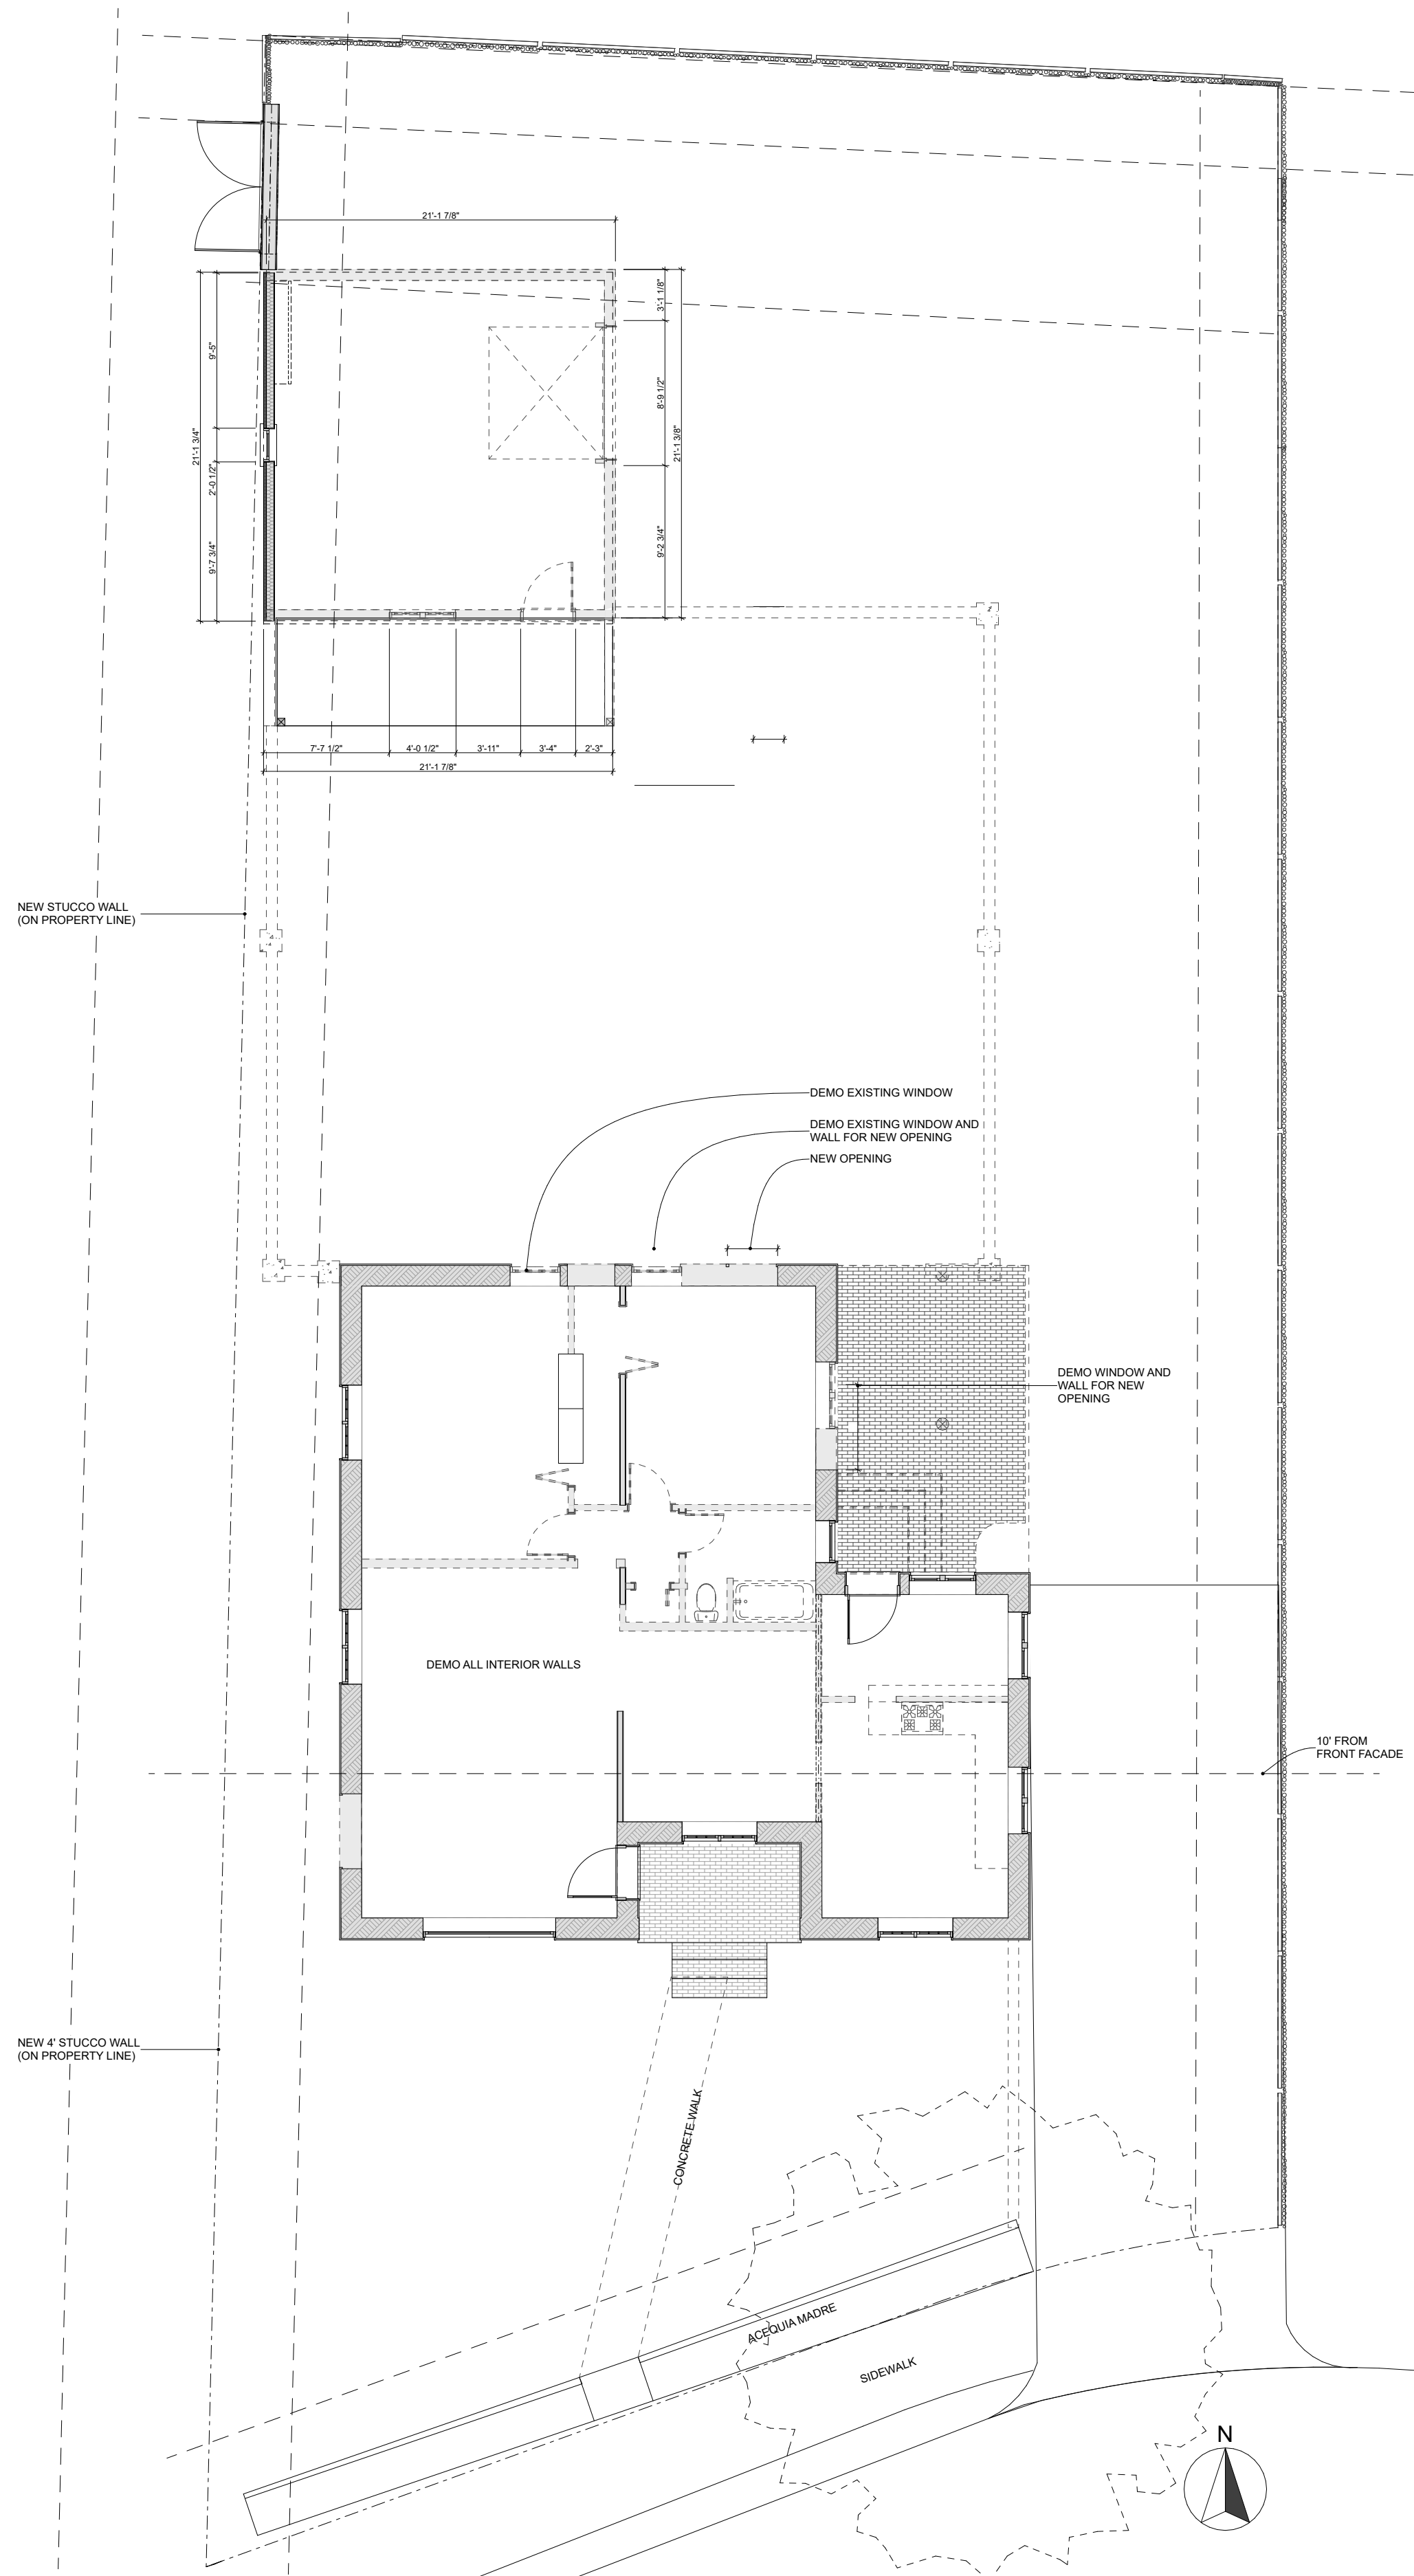 21'-1 7/8"
3'-1 1/8"
9'-5"
8'-9 1/2"
21'-1 3/4"
21'-1 3/8"
2'-0 1/2"
9'-2 3/4"
9'-7 3/4"
7'-7 1/2"
4'-0 1/2"
3'-11"
3'-4"
2'-3"
21'-1 7/8"
NEW STUCCO WALL
(ON PROPERTY LINE)
DEMO EXISTING WINDOW
DEMO EXISTING WINDOW AND
WALL FOR NEW OPENING
NEW OPENING
DEMO WINDOW AND
WALL FOR NEW
OPENING
DEMO ALL INTERIOR WALLS
10' FROM
FRONT FACADE
NEW 4' STUCCO WALL
(ON PROPERTY LINE)
CONCRETE WALK
ACEQUIA MADRE
SIDEWALK
N